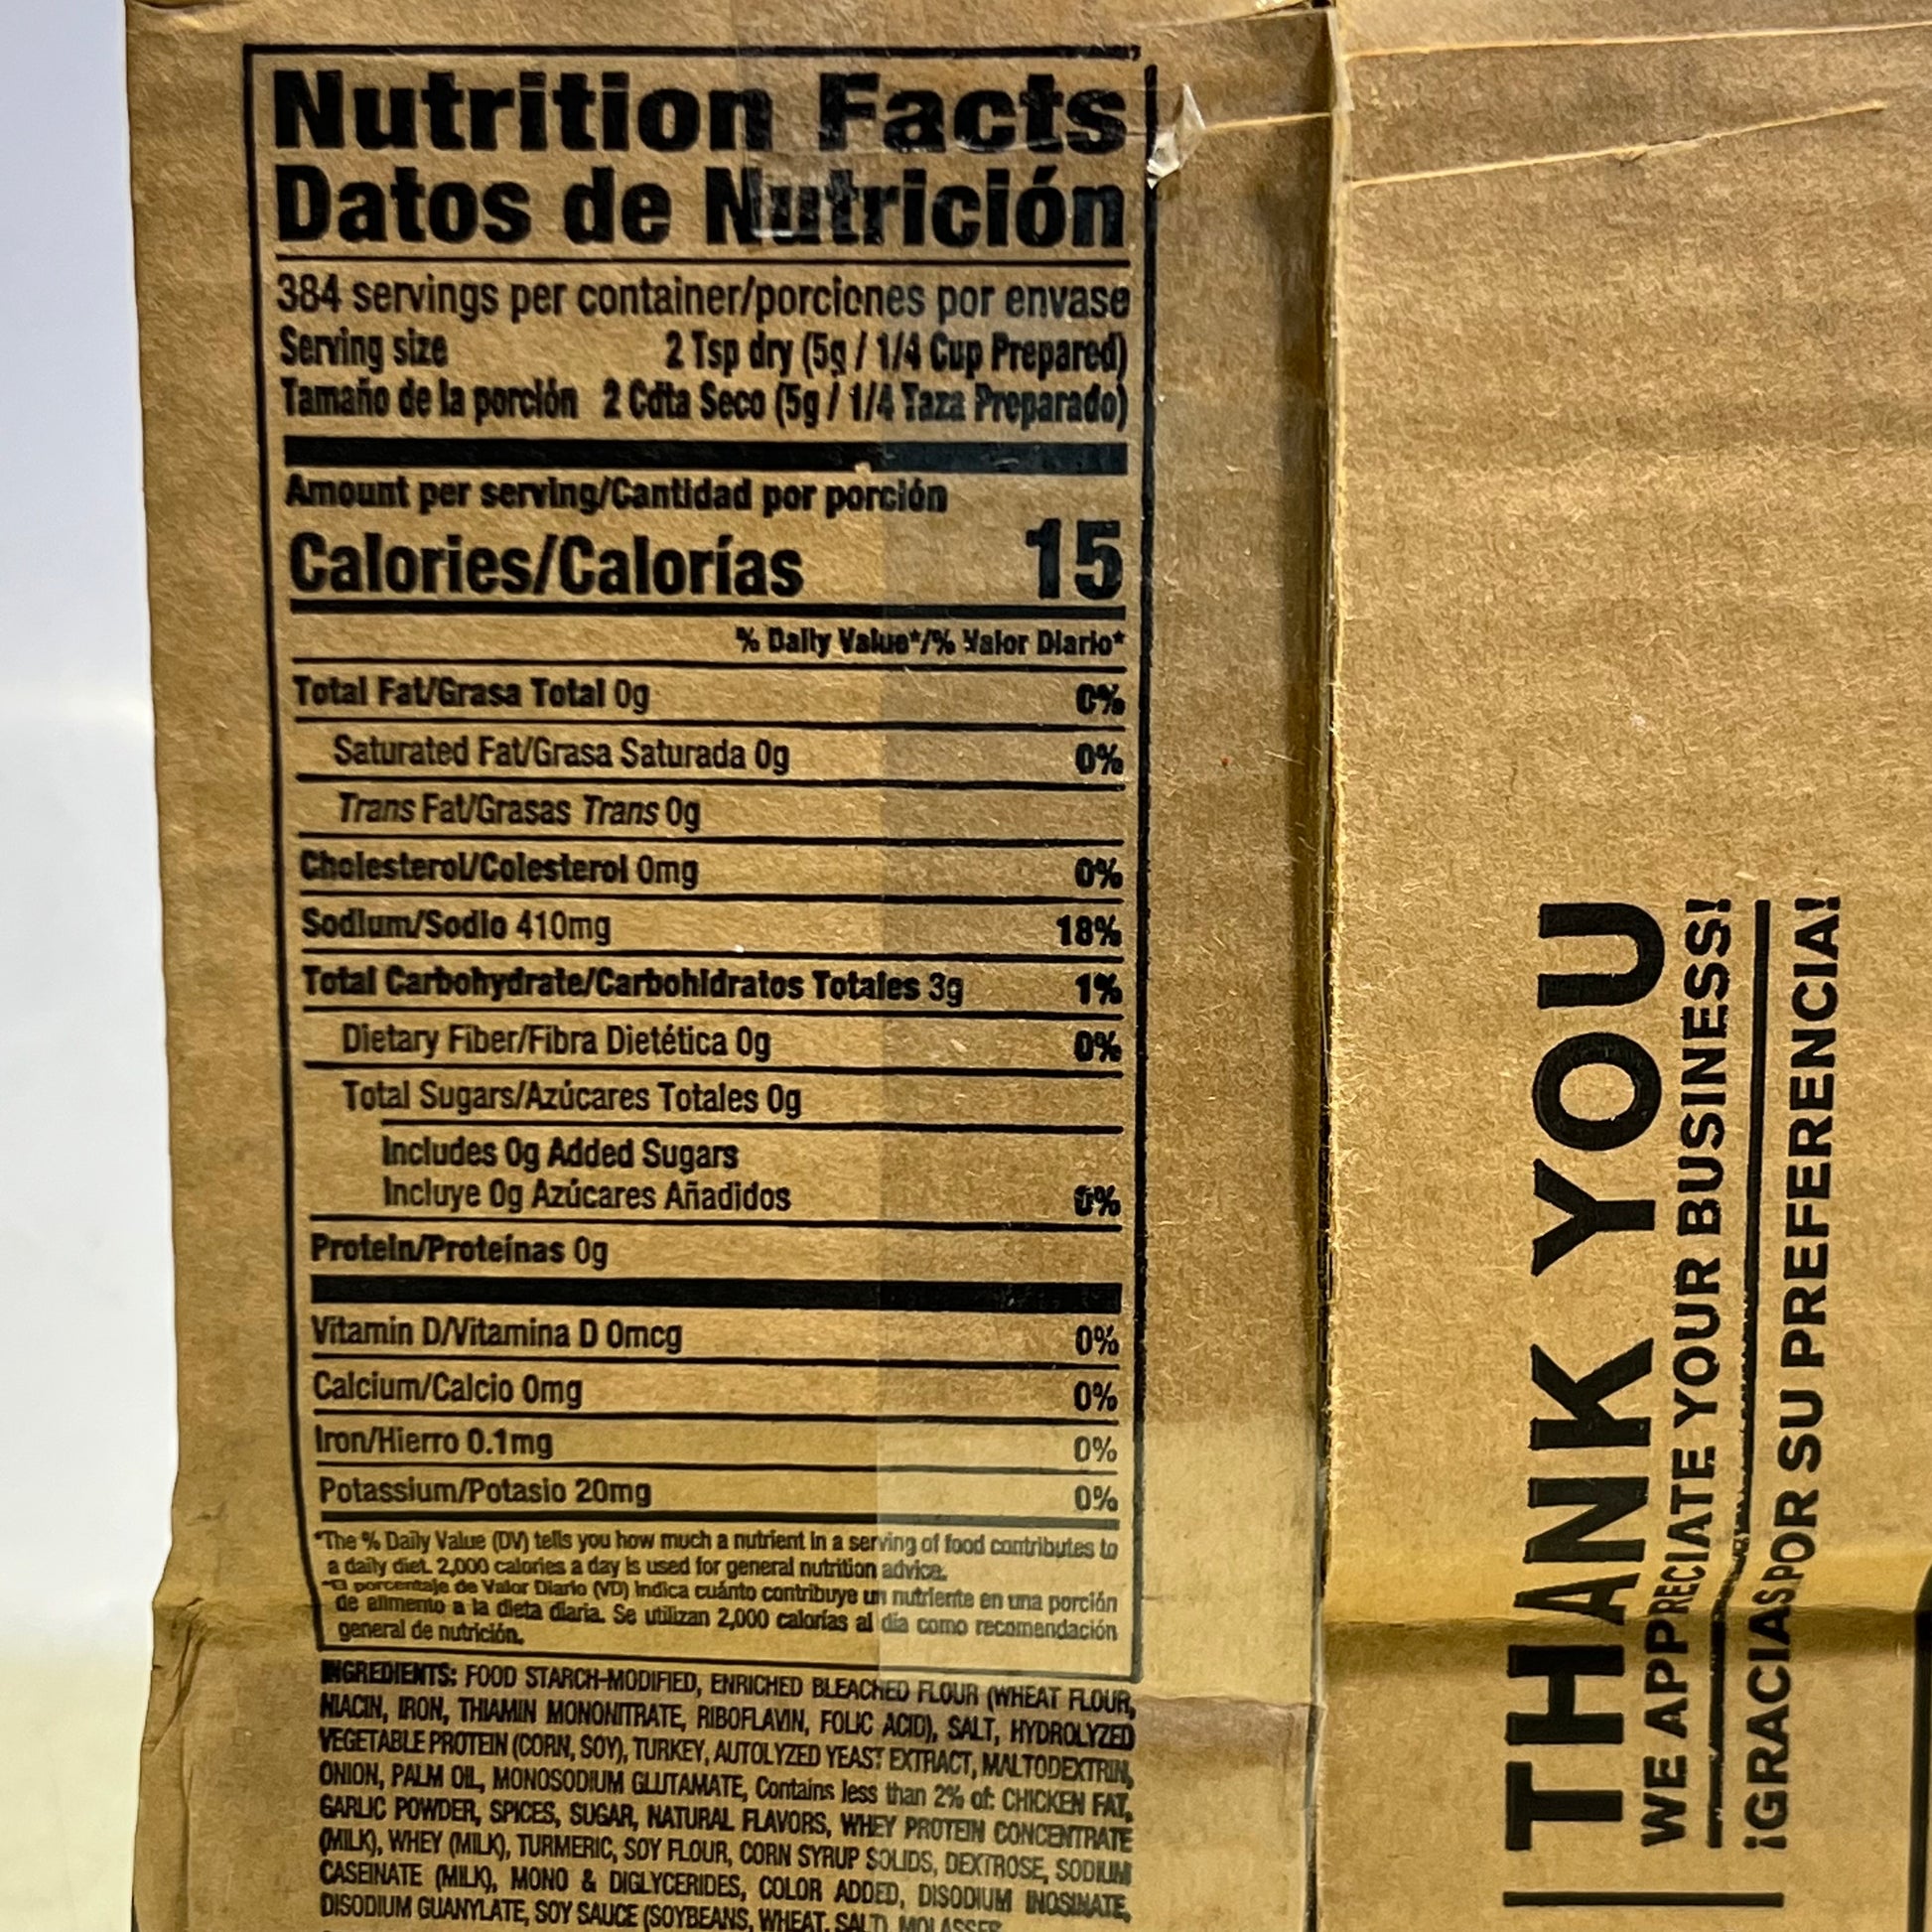 Nutrition Facts
Datos de Nutrición
384 servings per container/porciones por envase
Serving size 2 Tsp dry (5g / 1/4 Cup Prepared)
Tamaño de la porción 2 Cdta Seco (5g / 1/4 Taza Preparado)
Amount per serving/Cantidad por porción
Calories/Calorías 15
% Daily Value*/% Valor Diario*
Total Fat/Grasa Total 0g 0%
Saturated Fat/Grasa Saturada 0g 0%
Trans Fat/Grasas Trans 0g
Cholesterol/Colesterol 0mg 0%
Sodium/Sodio 410mg 18%
Total Carbohydrate/Carbohidratos Totales 3g 1%
Dietary Fiber/Fibra Dietética 0g 0%
Total Sugars/Azúcares Totales 0g
Includes 0g Added Sugars
Incluye 0g Azúcares Añadidos 0%
Protein/Proteínas 0g
Vitamin D/Vitamina D 0mcg 0%
Calcium/Calcio 0mg 0%
Iron/Hierro 0.1mg 0%
Potassium/Potasio 20mg 0%
*The % Daily Value (DV) tells you how much a nutrient in a serving of food contributes to
a daily diet. 2,000 calories a day is used for general nutrition advice.
*El porcentaje de Valor Diario (VD) indica cuánto contribuye un nutriente en una porción
de alimento a la dieta diaria. Se utilizan 2,000 calorías al día como recomendación
general de nutrición.
INGREDIENTS: FOOD STARCH-MODIFIED, ENRICHED BLEACHED FLOUR (WHEAT FLOUR,
NIACIN, IRON, THIAMIN MONONITRATE, RIBOFLAVIN, FOLIC ACID), SALT, HYDROLYZED
VEGETABLE PROTEIN (CORN, SOY), TURKEY, AUTOLYZED YEAST EXTRACT, MALTODEXTRIN,
ONION, PALM OIL, MONOSODIUM GLUTAMATE, Contains less than 2% of: CHICKEN FAT,
GARLIC POWDER, SPICES, SUGAR, NATURAL FLAVORS, WHEY PROTEIN CONCENTRATE
(MILK), WHEY (MILK), TURMERIC, SOY FLOUR, CORN SYRUP SOLIDS, DEXTROSE, SODIUM
CASEINATE (MILK), MONO & DIGLYCERIDES, COLOR ADDED, DISODIUM INOSINATE,
DISODIUM GUANYLATE, SOY SAUCE (SOYBEANS, WHEAT, SALT),
THANK YOU
WE APPRECIATE YOUR BUSINESS!
¡GRACIAS POR SU PREFERENCIA!